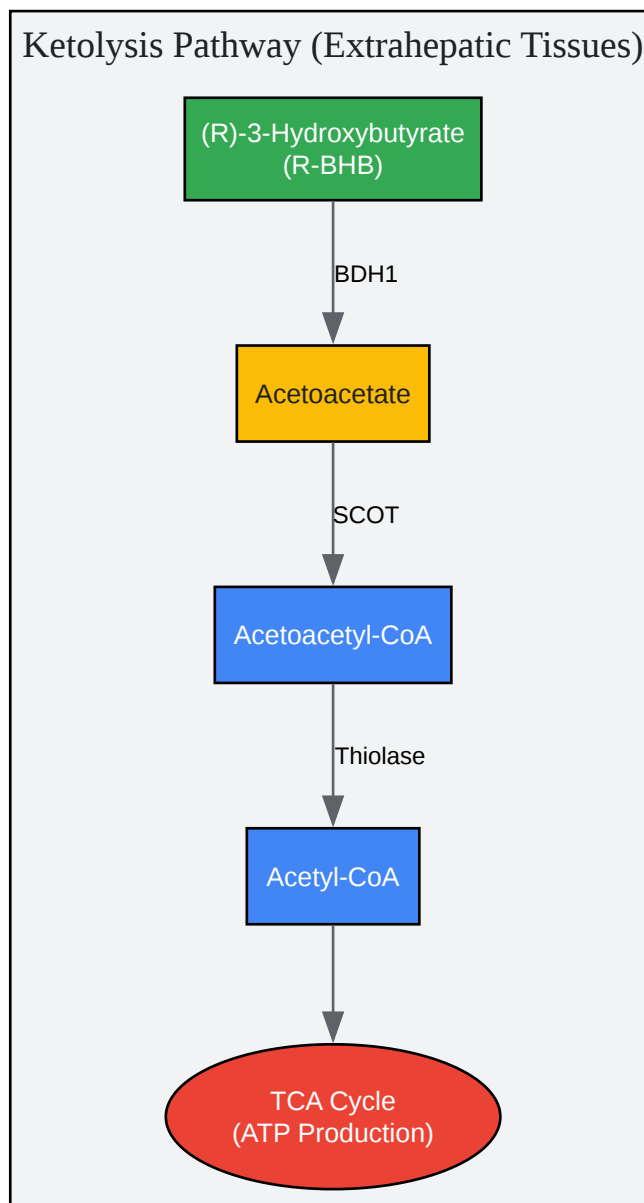 Ketolysis Pathway (Extrahepatic Tissues)
(R)-3-Hydroxybutyrate
(R-BHB)
BDH1
Acetoacetate
SCOT
Acetoacetyl-CoA
Thiolase
Acetyl-CoA
TCA Cycle
(ATP Production)